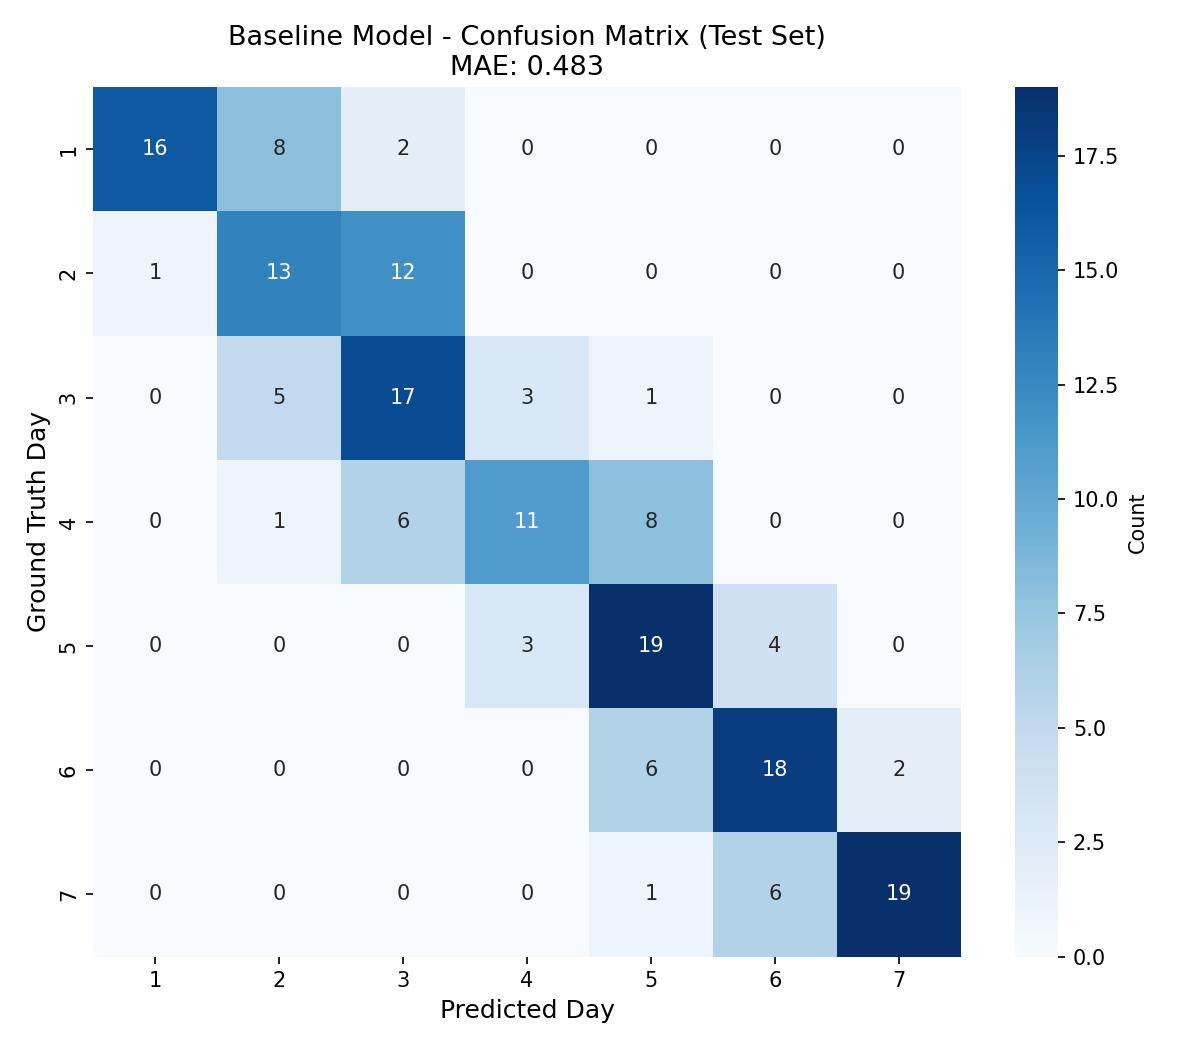 Baseline Model - Confusion Matrix (Test Set)
MAE: 0.483
1 16 8 2 0 0 0 0
2 1 13 12 0 0 0 0
3 0 5 17 3 1 0 0
4 0 1 6 11 8 0 0
5 0 0 0 3 19 4 0
6 0 0 0 0 6 18 2
7 0 0 0 0 1 6 19
1 2 3 4 5 6 7
Predicted Day
Ground Truth Day
17.5
15.0
12.5
10.0
7.5
5.0
2.5
0.0
Count